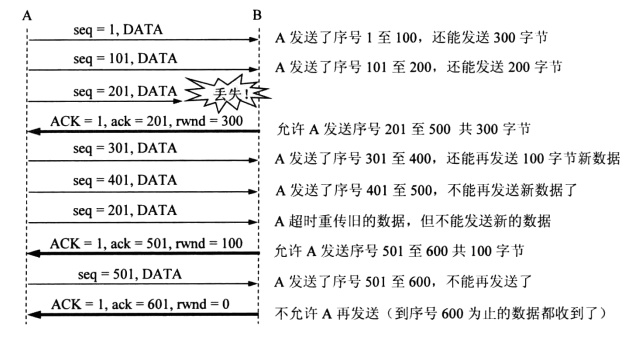 A B
seq = 1, DATA A 发送了序号 1 至 100，还能发送 300 字节
seq = 101, DATA A 发送了序号 101 至 200，还能发送 200 字节
seq = 201, DATA 丢失!
ACK = 1, ack = 201, rwnd = 300 允许 A 发送序号 201 至 500 共 300 字节
seq = 301, DATA A 发送了序号 301 至 400，还能再发送 100 字节新数据
seq = 401, DATA A 发送了序号 401 至 500，不能再发送新数据了
seq = 201, DATA A 超时重传旧的数据，但不能发送新的数据
ACK = 1, ack = 501, rwnd = 100 允许 A 发送序号 501 至 600 共 100 字节
seq = 501, DATA A 发送了序号 501 至 600，不能再发送了
ACK = 1, ack = 601, rwnd = 0 不允许 A 再发送（到序号 600 为止的数据都收到了）